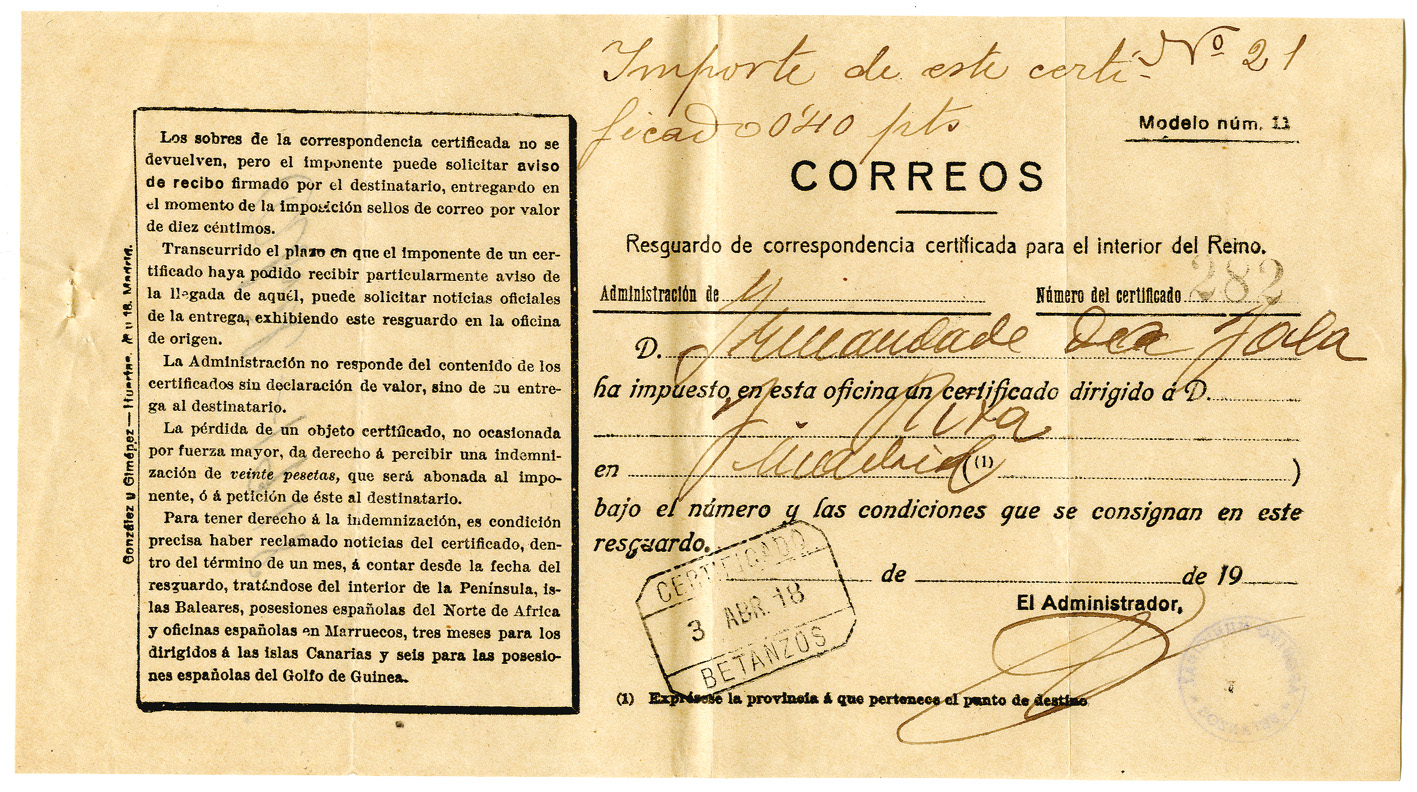 Importe de este certi- Nº 21
ficado 0'40 pts
Modelo núm. 11
CORREOS
Resguardo de correspondencia certificada para el interior del Reino.
Administración de
Número del certificado 282
D. Irmandade da Fala
ha impuesto en esta oficina un certificado dirigido á D.
en Madrid (1) )
bajo el número y las condiciones que se consignan en este
resguardo.
de de 19
El Administrador,
CERTIFICADO
3 ABR. 18
BETANZOS
(1) Exprésese la provincia á que pertenece el punto de destino
Los sobres de la correspondencia certificada no se
devuelven, pero el imponente puede solicitar aviso
de recibo firmado por el destinatario, entregando en
el momento de la imposición sellos de correo por valor
de diez céntimos.
Transcurrido el plazo en que el imponente de un cer-
tificado haya podido recibir particularmente aviso de
la llegada de aquél, puede solicitar noticias oficiales
de la entrega, exhibiendo este resguardo en la oficina
de origen.
La Administración no responde del contenido de los
certificados sin declaración de valor, sino de su entre-
ga al destinatario.
La pérdida de un objeto certificado, no ocasionada
por fuerza mayor, da derecho á percibir una indemni-
zación de veinte pesetas, que será abonada al impo-
nente, ó á petición de éste al destinatario.
Para tener derecho á la indemnización, es condición
precisa haber reclamado noticias del certificado, den-
tro del término de un mes, á contar desde la fecha del
resguardo, tratándose del interior de la Península, is-
las Baleares, posesiones españolas del Norte de Africa
y oficinas españolas en Marruecos, tres meses para los
dirigidos á las islas Canarias y seis para las posesio-
nes españolas del Golfo de Guinea.
González y Giménez—Huertas, 16 y 18, Madrid.